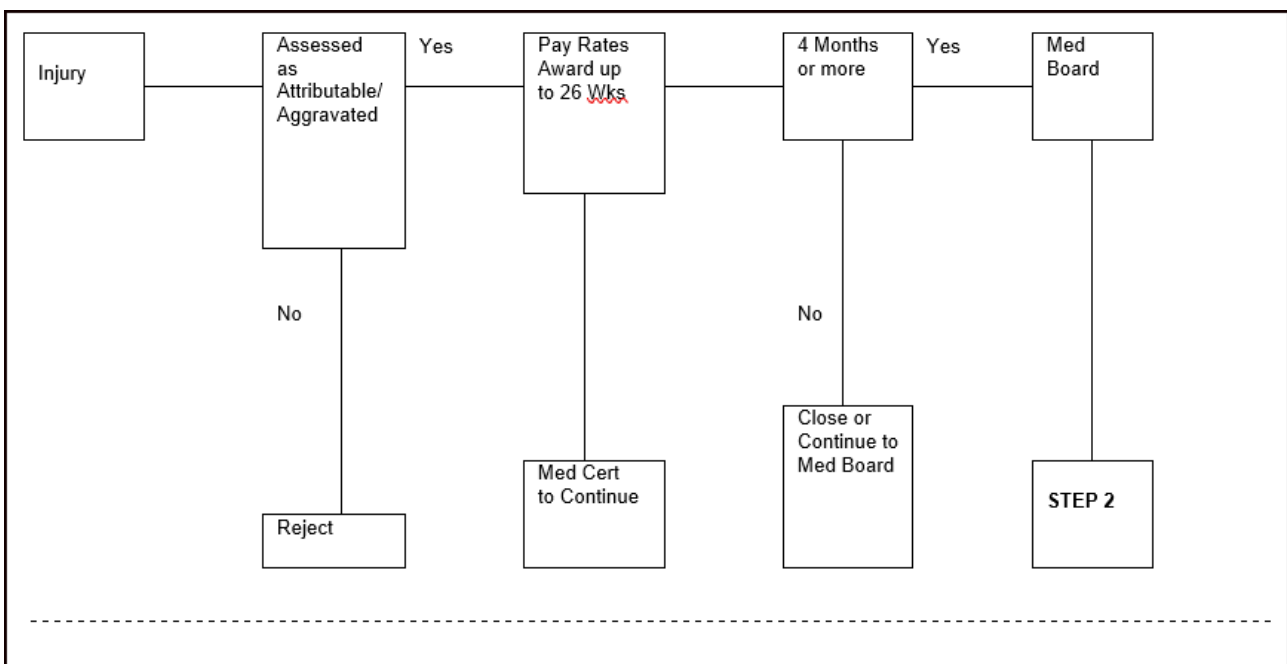 Injury
Assessed
as
Attributable/
Aggravated
Yes
Pay Rates
Award up
to 26 Wks
4 Months
or more
Yes
Med
Board
No
No
Close or
Continue to
Med Board
Med Cert
to Continue
STEP 2
Reject